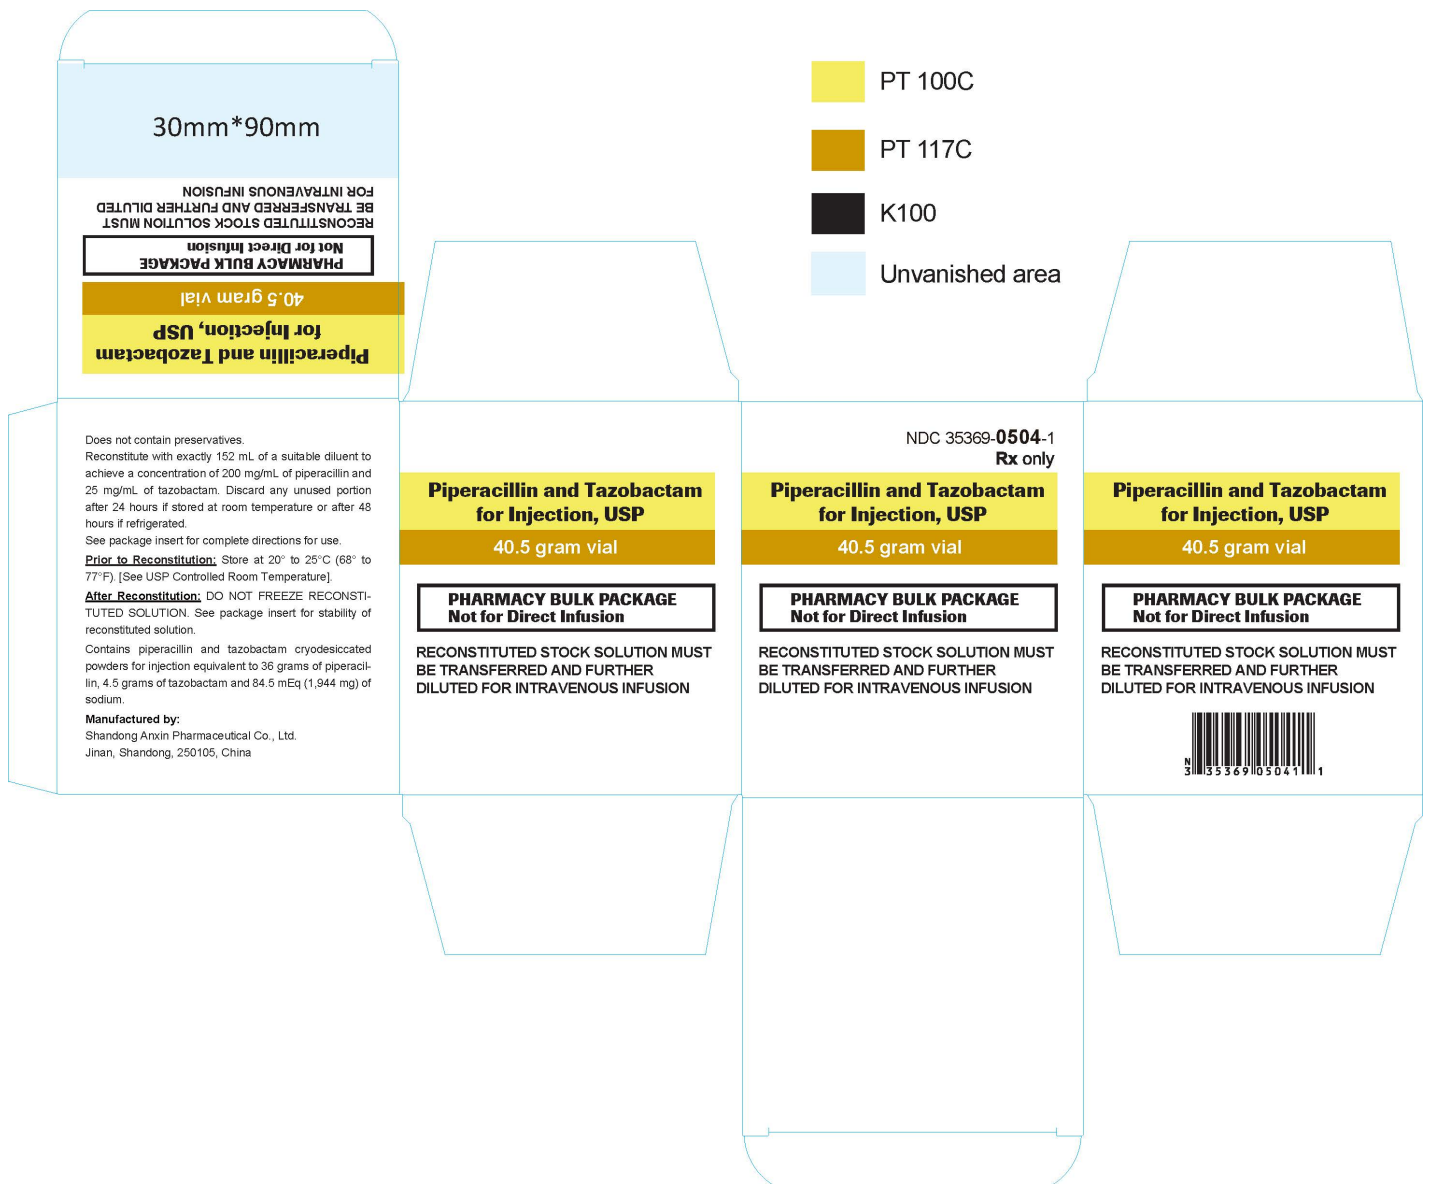 PT 100C
PT 117C
K100
Unvanished area
30mm*90mm
Piperacillin and Tazobactam
for Injection, USP
40.5 gram vial
PHARMACY BULK PACKAGE
Not for Direct Infusion
RECONSTITUTED STOCK SOLUTION MUST
BE TRANSFERRED AND FURTHER DILUTED
FOR INTRAVENOUS INFUSION
Does not contain preservatives.
Reconstitute with exactly 152 mL of a suitable diluent to
achieve a concentration of 200 mg/mL of piperacillin and
25 mg/mL of tazobactam. Discard any unused portion
after 24 hours if stored at room temperature or after 48
hours if refrigerated.
See package insert for complete directions for use.
Prior to Reconstitution: Store at 20° to 25°C (68° to
77°F). [See USP Controlled Room Temperature].
After Reconstitution: DO NOT FREEZE RECONSTI-
TUTED SOLUTION. See package insert for stability of
reconstituted solution.
Contains piperacillin and tazobactam cryodesiccated
powders for injection equivalent to 36 grams of piperacil-
lin, 4.5 grams of tazobactam and 84.5 mEq (1,944 mg) of
sodium.
Manufactured by:
Shandong Anxin Pharmaceutical Co., Ltd.
Jinan, Shandong, 250105, China
Piperacillin and Tazobactam
for Injection, USP
40.5 gram vial
PHARMACY BULK PACKAGE
Not for Direct Infusion
RECONSTITUTED STOCK SOLUTION MUST
BE TRANSFERRED AND FURTHER
DILUTED FOR INTRAVENOUS INFUSION
NDC 35369-0504-1
Rx only
Piperacillin and Tazobactam
for Injection, USP
40.5 gram vial
PHARMACY BULK PACKAGE
Not for Direct Infusion
RECONSTITUTED STOCK SOLUTION MUST
BE TRANSFERRED AND FURTHER
DILUTED FOR INTRAVENOUS INFUSION
Piperacillin and Tazobactam
for Injection, USP
40.5 gram vial
PHARMACY BULK PACKAGE
Not for Direct Infusion
RECONSTITUTED STOCK SOLUTION MUST
BE TRANSFERRED AND FURTHER
DILUTED FOR INTRAVENOUS INFUSION
N
3 35369 05041 1